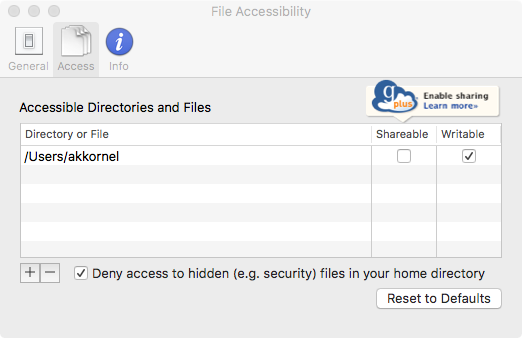 File Accessibility
General
Access
Info
g
plus
Enable sharing
Learn more»
Accessible Directories and Files
Directory or File
Shareable
Writable
/Users/akkornel
+
−
Deny access to hidden (e.g. security) files in your home directory
Reset to Defaults